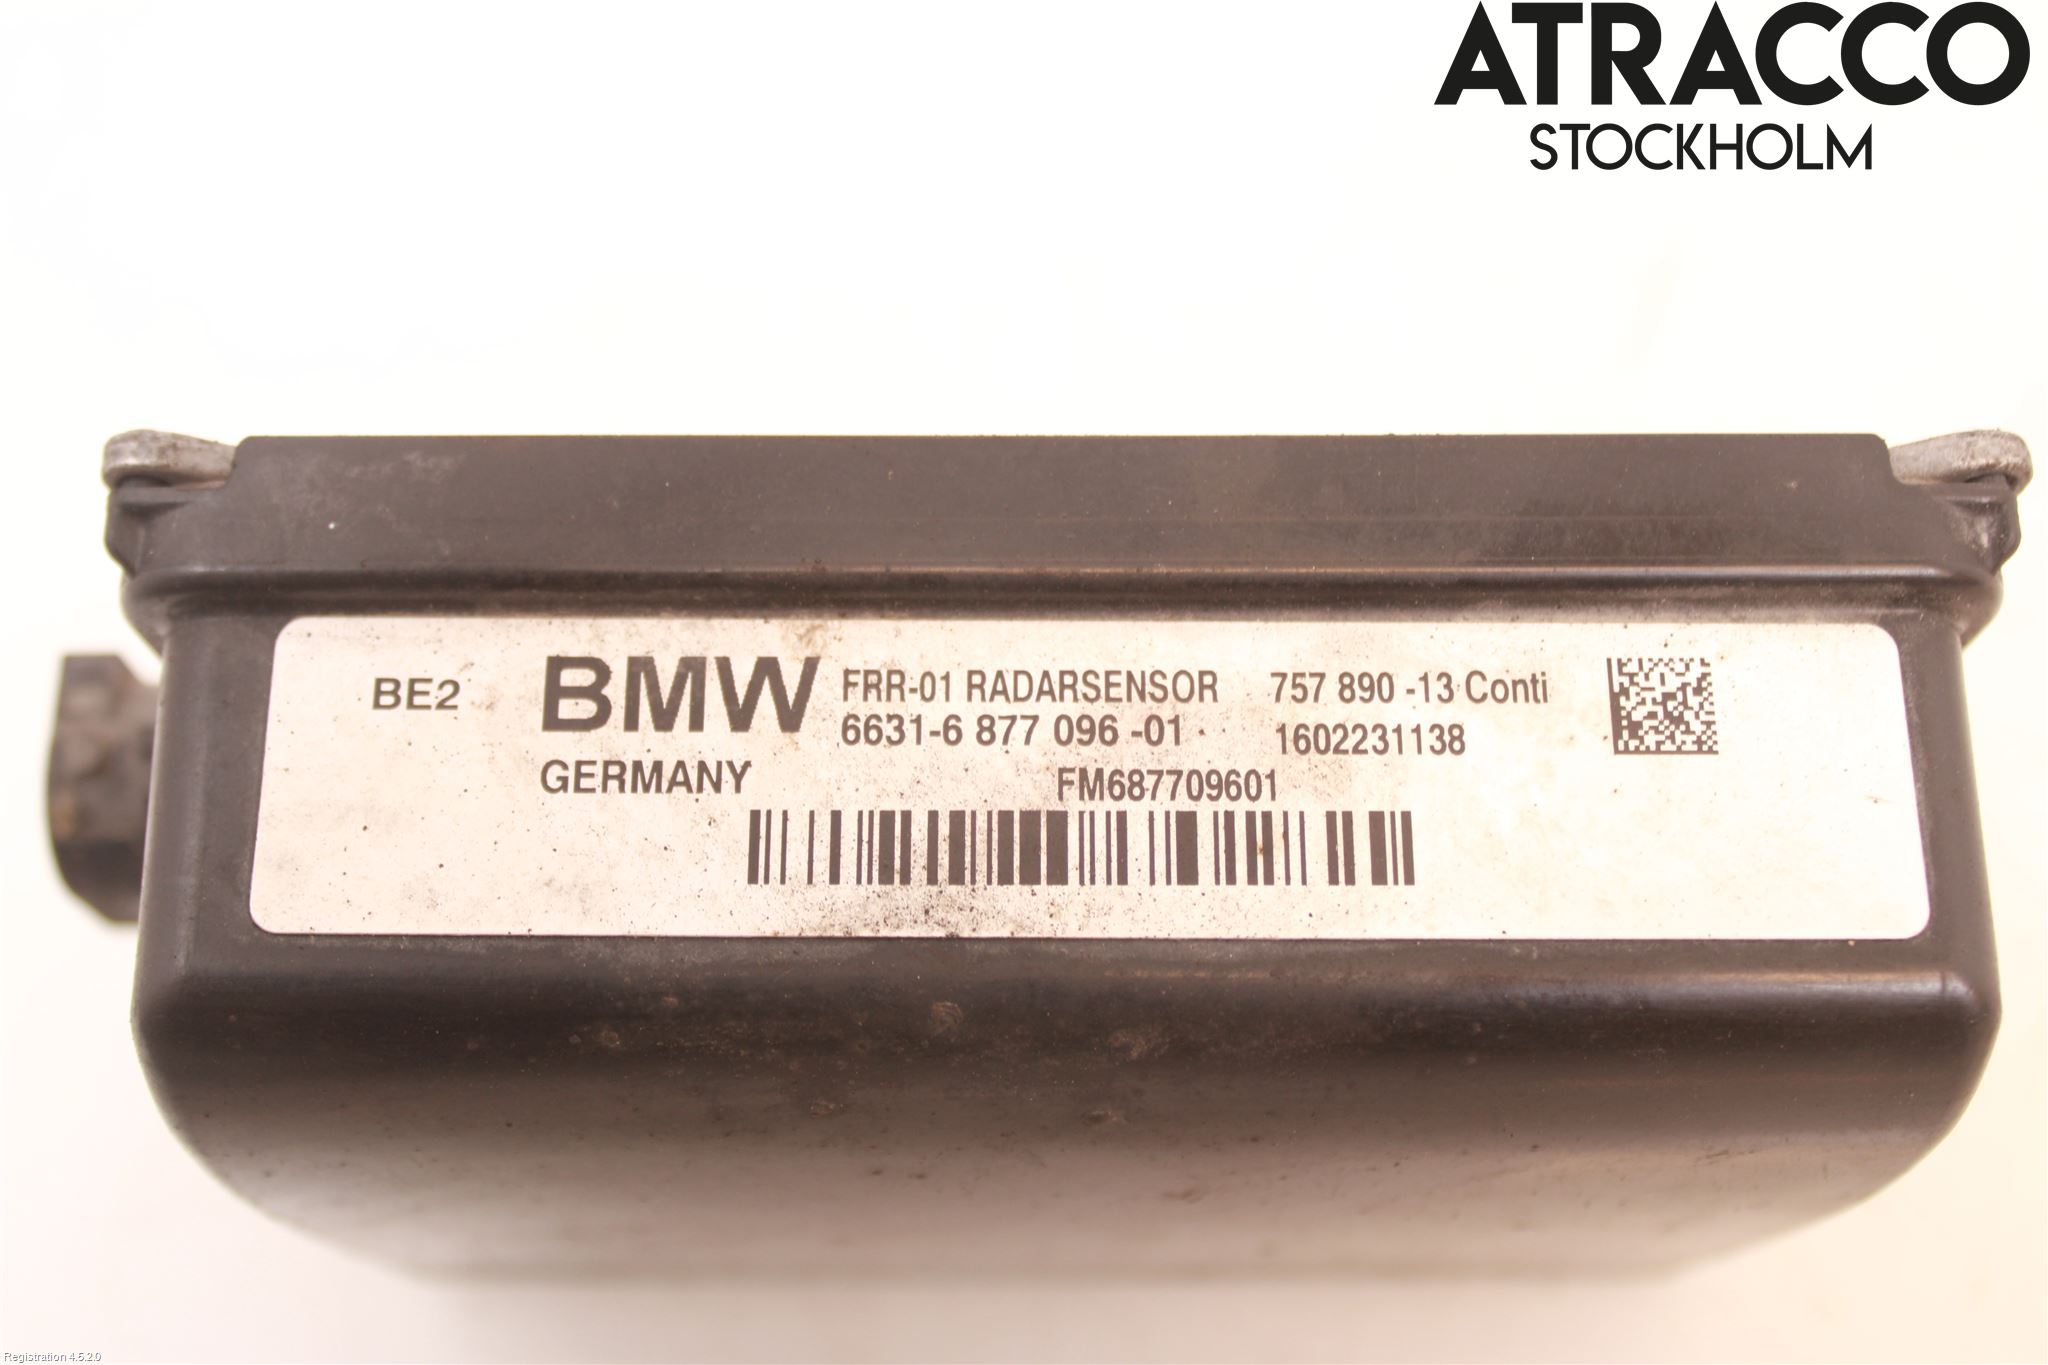 ATRACCO
STOCKHOLM
BE2
BMW
FRR-01 RADARSENSOR
757 890 -13 Conti
6631-6 877 096 -01
1602231138
GERMANY
FM687709601
Registration 4.5.2.0